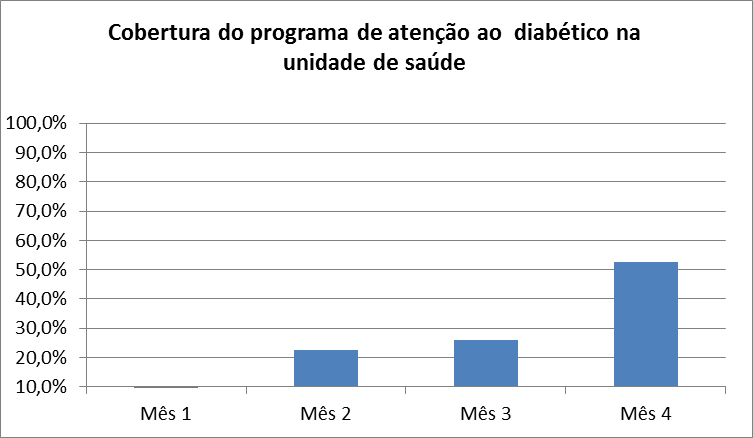 Cobertura do programa de atenção ao  diabético na
unidade de saúde
100,0%
90,0%
80,0%
70,0%
60,0%
50,0%
40,0%
30,0%
20,0%
10,0%
Mês 1
Mês 2
Mês 3
Mês 4